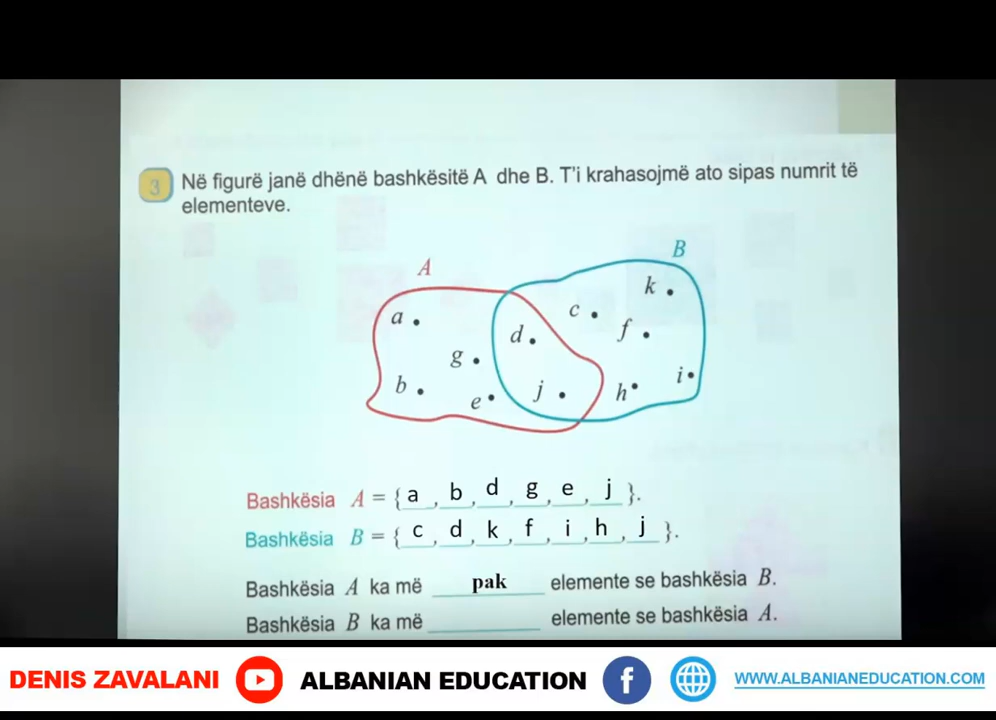 3 Në figurë janë dhënë bashkësitë A dhe B. T'i krahasojmë ato sipas numrit të
elementeve.
A
B
k
a
c
d
f
g
b
e
j
h
i
Bashkësia A = { a , b , d , g , e , j }.
Bashkësia B = { c , d , k , f , i , h , j }.
Bashkësia A ka më pak elemente se bashkësia B.
Bashkësia B ka më ______ elemente se bashkësia A.
DENIS ZAVALANI ALBANIAN EDUCATION f WWW.ALBANIANEDUCATION.COM